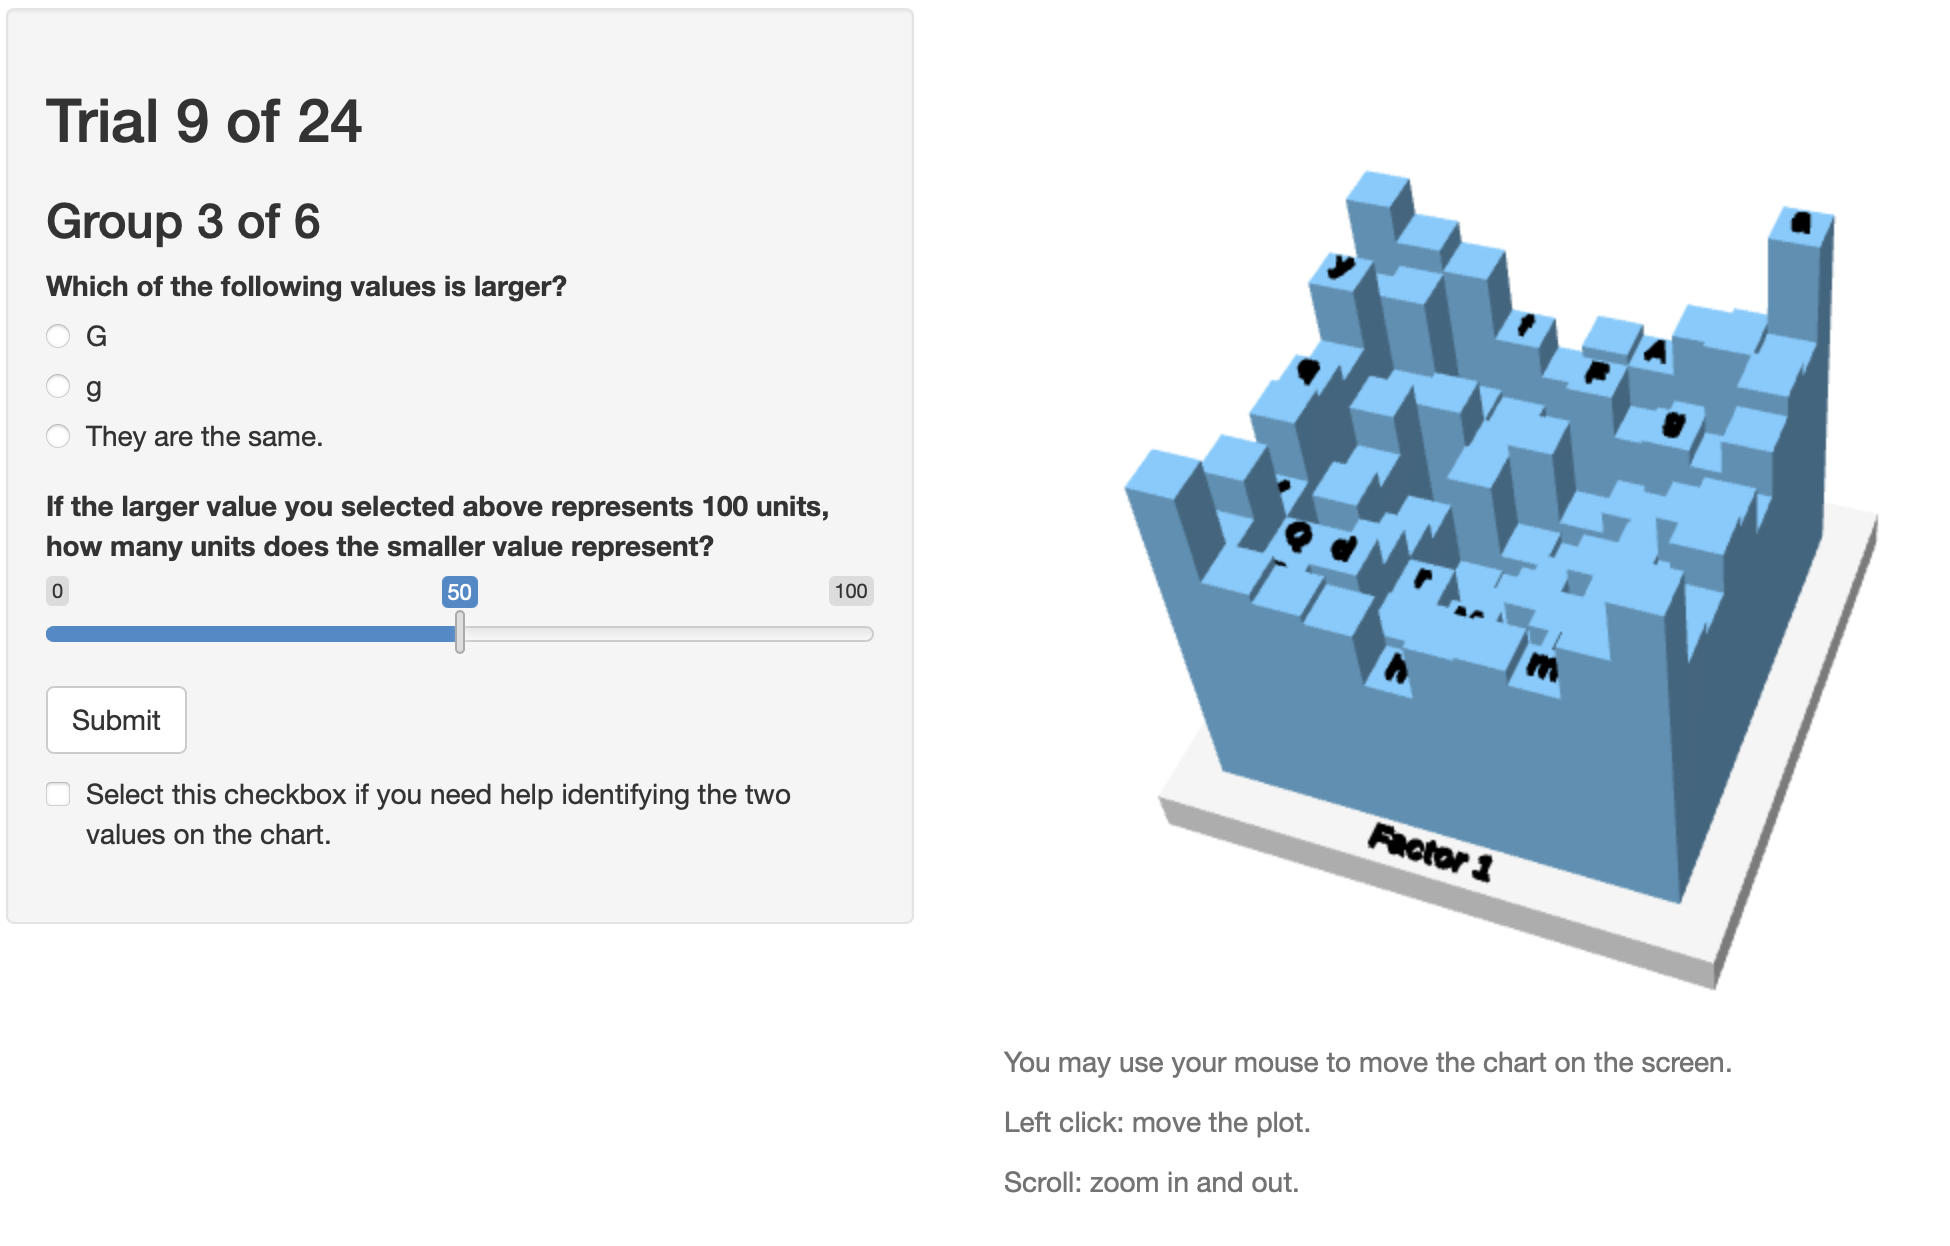 Trial 9 of 24
Group 3 of 6
Which of the following values is larger?
G
g
They are the same.
If the larger value you selected above represents 100 units,
how many units does the smaller value represent?
0 50 100
Submit
Select this checkbox if you need help identifying the two
values on the chart.
a
y
f
A
F
g
Q d
r
h m
Factor 1
You may use your mouse to move the chart on the screen.
Left click: move the plot.
Scroll: zoom in and out.